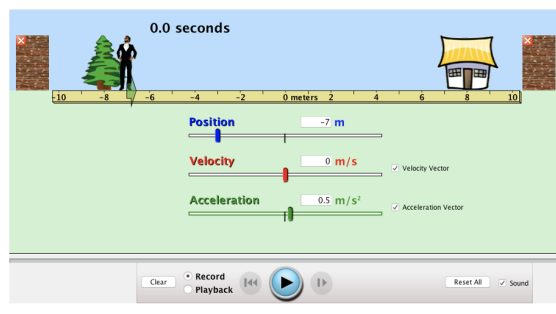 0.0 seconds
-10 -8 -6 -4 -2 0 meters 2 4 6 8 10
Position -7 m
Velocity 0 m/s
Velocity Vector
Acceleration 0.5 m/s²
Acceleration Vector
Clear
Record
Playback
Reset All
Sound